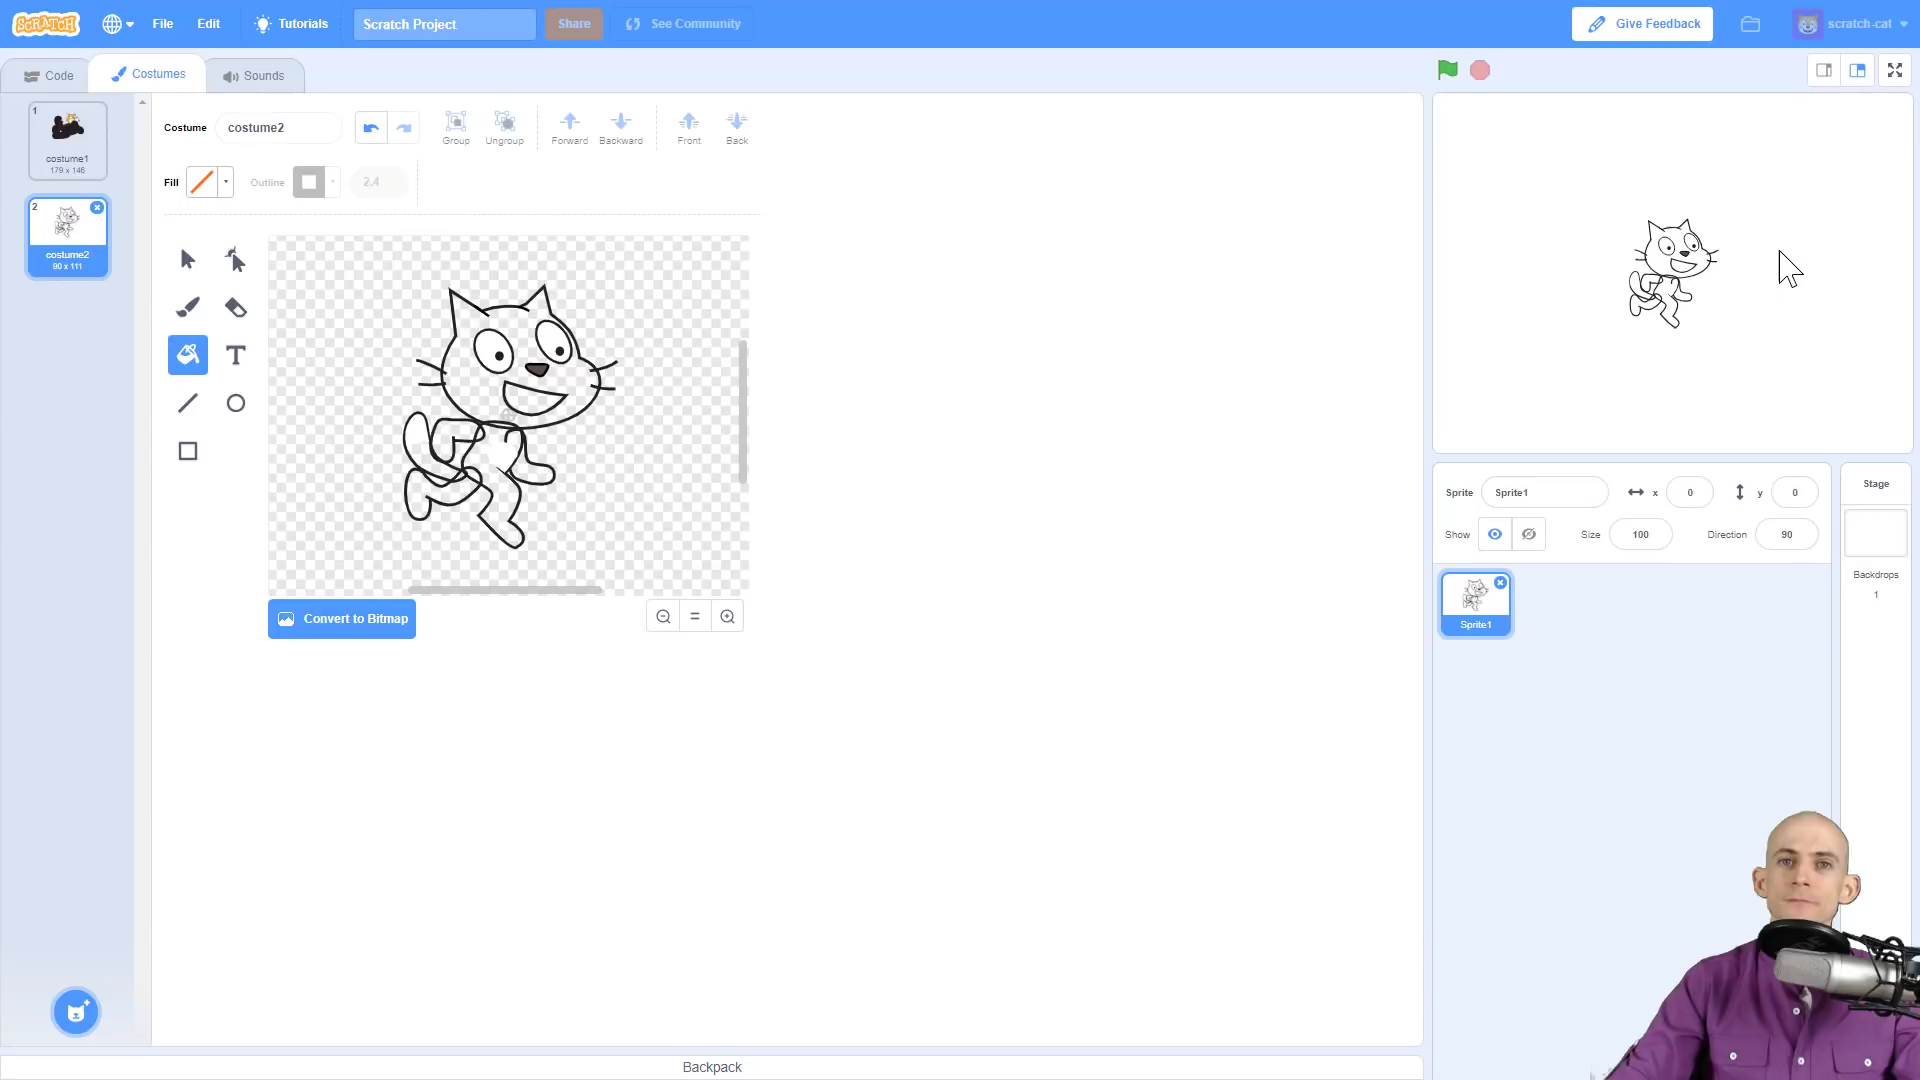 SCRATCH
File
Edit
Tutorials
Scratch Project
Share
See Community
Give Feedback
scratch-cat
Code
Costumes
Sounds
1
costume1
179 x 146
2
costume2
90 x 111
Costume
costume2
Group
Ungroup
Forward
Backward
Front
Back
Fill
Outline
2.4
T
Convert to Bitmap
Sprite
Sprite1
x
0
y
0
Show
Size
100
Direction
90
Sprite1
Stage
Backdrops
1
Backpack